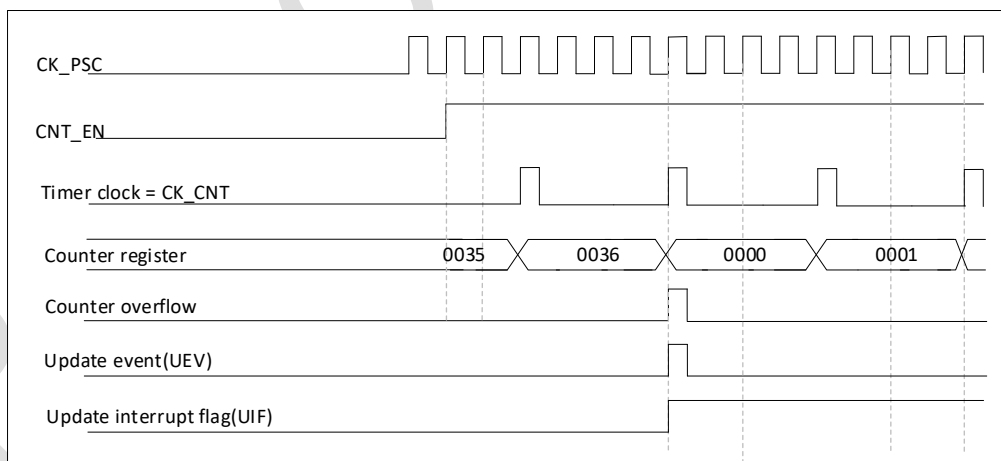 CK_PSC
CNT_EN
Timer clock = CK_CNT
Counter register 0035 0036 0000 0001
Counter overflow
Update event(UEV)
Update interrupt flag(UIF)